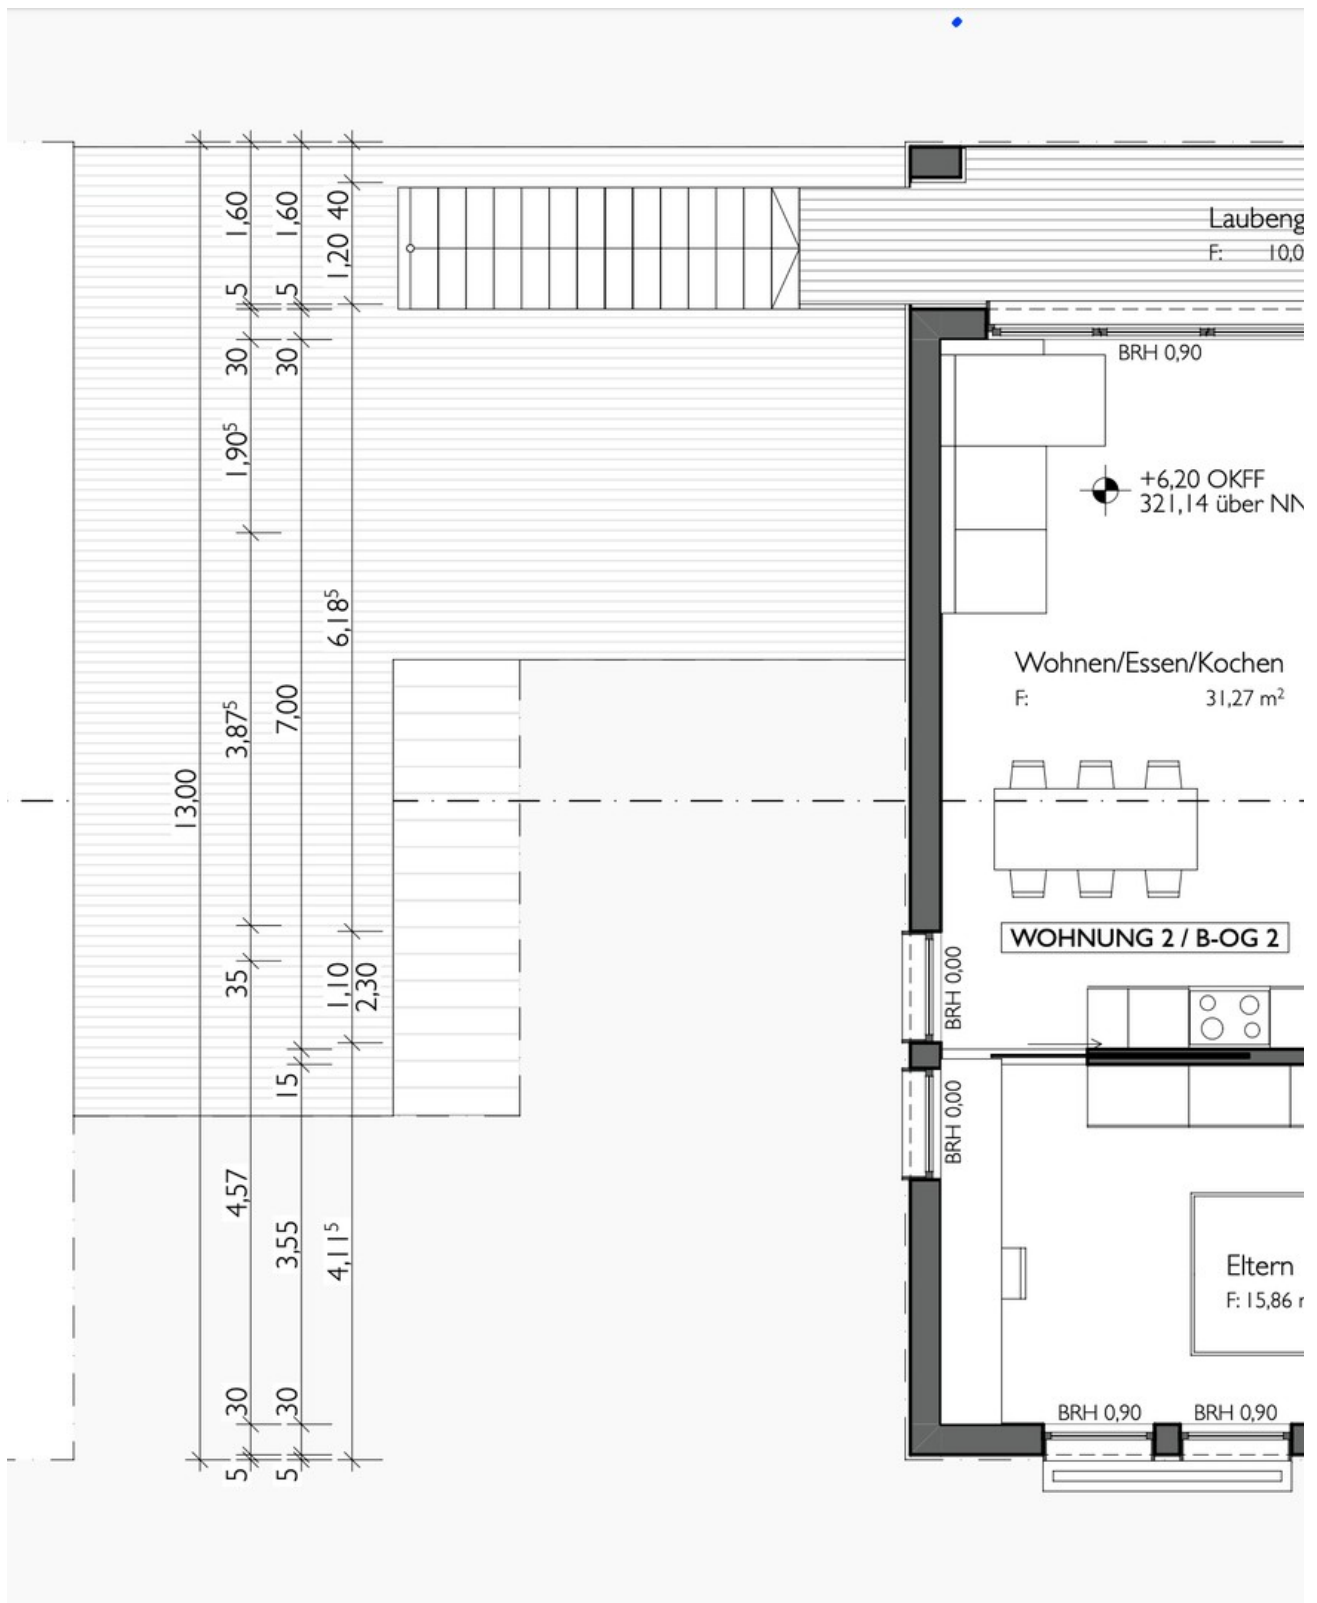 1,60
1,60
40
1,20
5
5
30
30
1,90⁵
6,18⁵
7,00
3,87⁵
13,00
35
1,10
2,30
15
4,57
3,55
4,11⁵
30
30
5
5
Laubeng
F: 10,0
BRH 0,90
+6,20 OKFF
321,14 über NN
Wohnen/Essen/Kochen
F: 31,27 m²
WOHNUNG 2 / B-OG 2
BRH 0,00
BRH 0,00
Eltern
F: 15,86
BRH 0,90 BRH 0,90